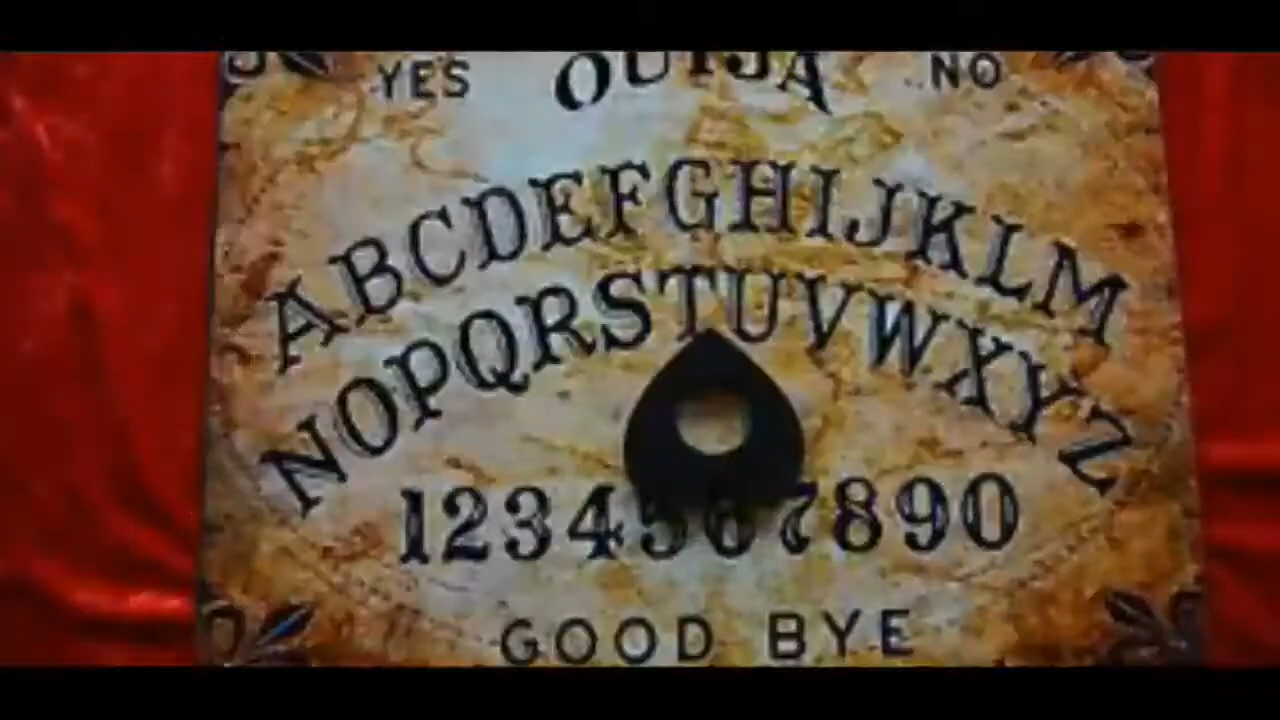 YES OUIJA NO
ABCDEFGHIJKLM
NOPQRSTUVWXYZ
1234567890
GOOD BYE